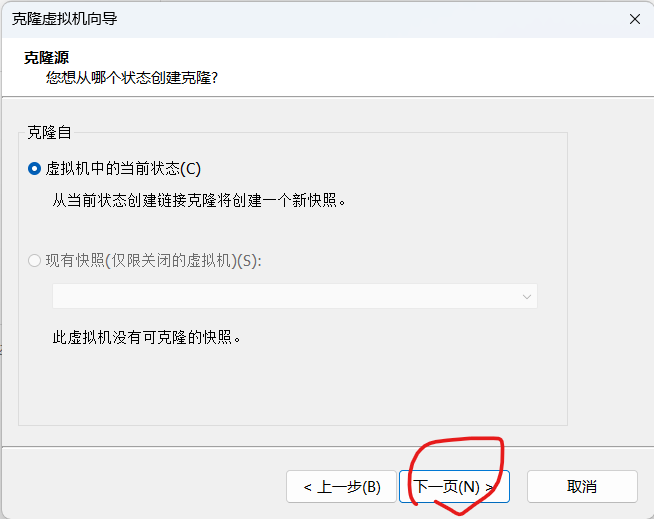 克隆虚拟机向导
克隆源
您想从哪个状态创建克隆?
克隆自
虚拟机中的当前状态(C)
从当前状态创建链接克隆将创建一个新快照。
现有快照(仅限关闭的虚拟机)(S):
此虚拟机没有可克隆的快照。
< 上一步(B) 下一页(N) > 取消